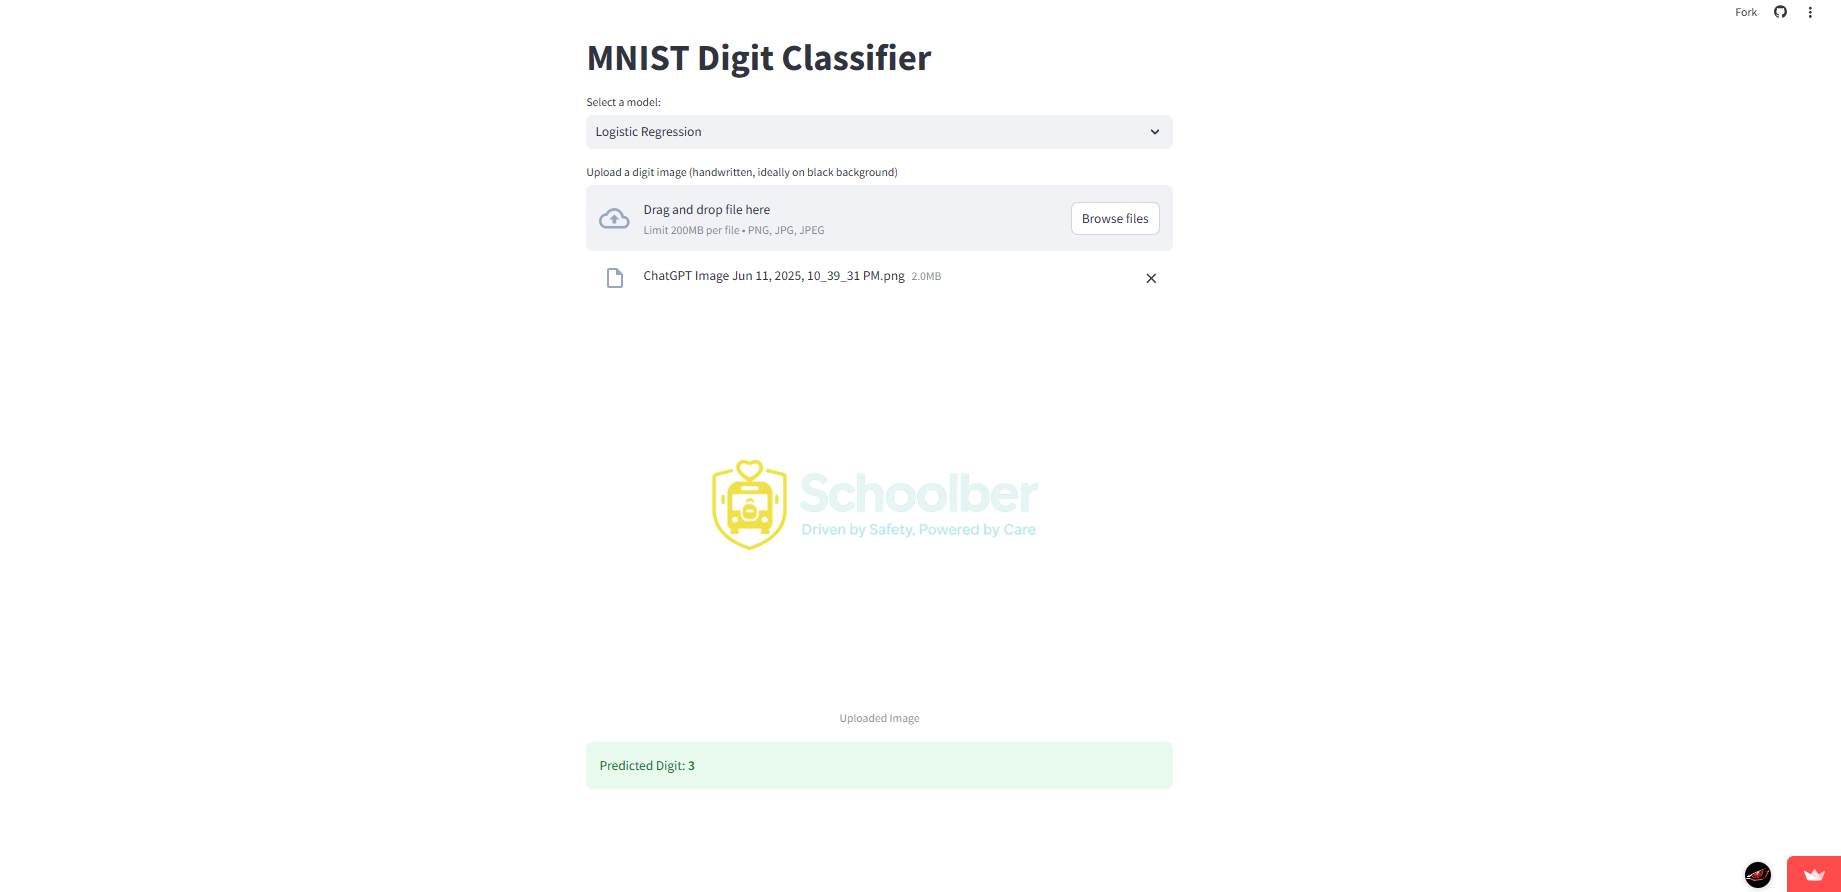 Fork
MNIST Digit Classifier
Select a model:
Logistic Regression
Upload a digit image (handwritten, ideally on black background)
Drag and drop file here
Limit 200MB per file • PNG, JPG, JPEG
Browse files
ChatGPT Image Jun 11, 2025, 10_39_31 PM.png 2.0MB
Schoolber
Driven by Safety, Powered by Care
Uploaded Image
Predicted Digit: 3